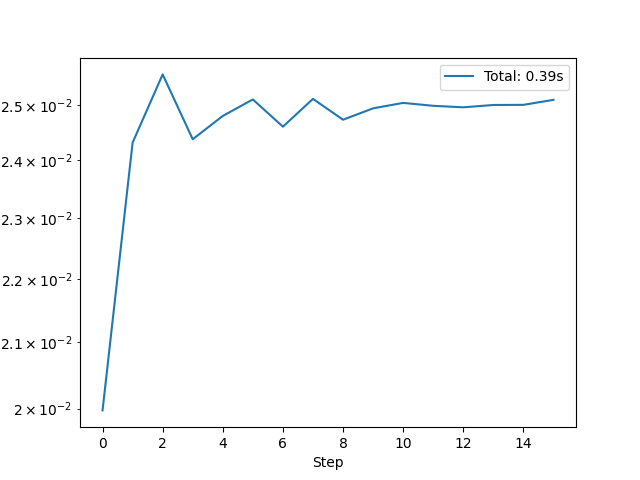 Total: 0.39s
2.5 × 10⁻²
2.4 × 10⁻²
2.3 × 10⁻²
2.2 × 10⁻²
2.1 × 10⁻²
2 × 10⁻²
0 2 4 6 8 10 12 14
Step